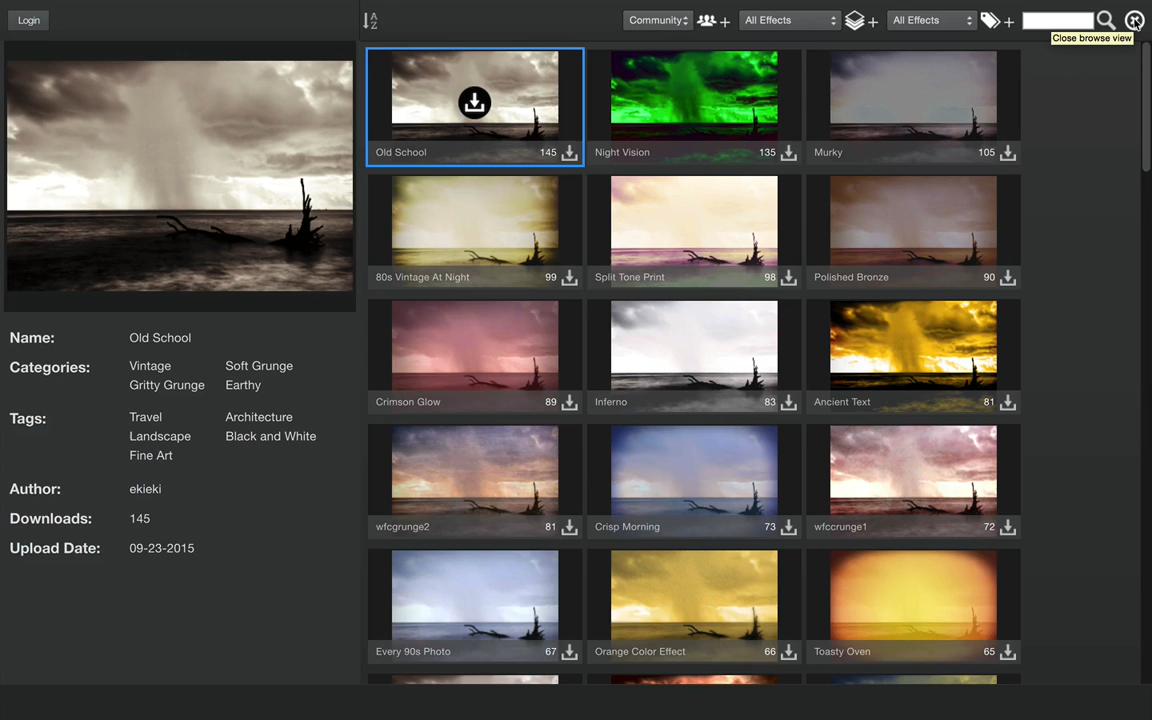 Login
A
Z
Community
All Effects
All Effects
Close browse view
Old School 145
Night Vision 135
Murky 105
80s Vintage At Night 99
Split Tone Print 98
Polished Bronze 90
Crimson Glow 89
Inferno 83
Ancient Text 81
wfcgrunge2 81
Crisp Morning 73
wfccrunge1 72
Every 90s Photo 67
Orange Color Effect 66
Toasty Oven 65
Name: Old School
Categories: Vintage Soft Grunge
Gritty Grunge Earthy
Tags: Travel Architecture
Landscape Black and White
Fine Art
Author: ekieki
Downloads: 145
Upload Date: 09-23-2015